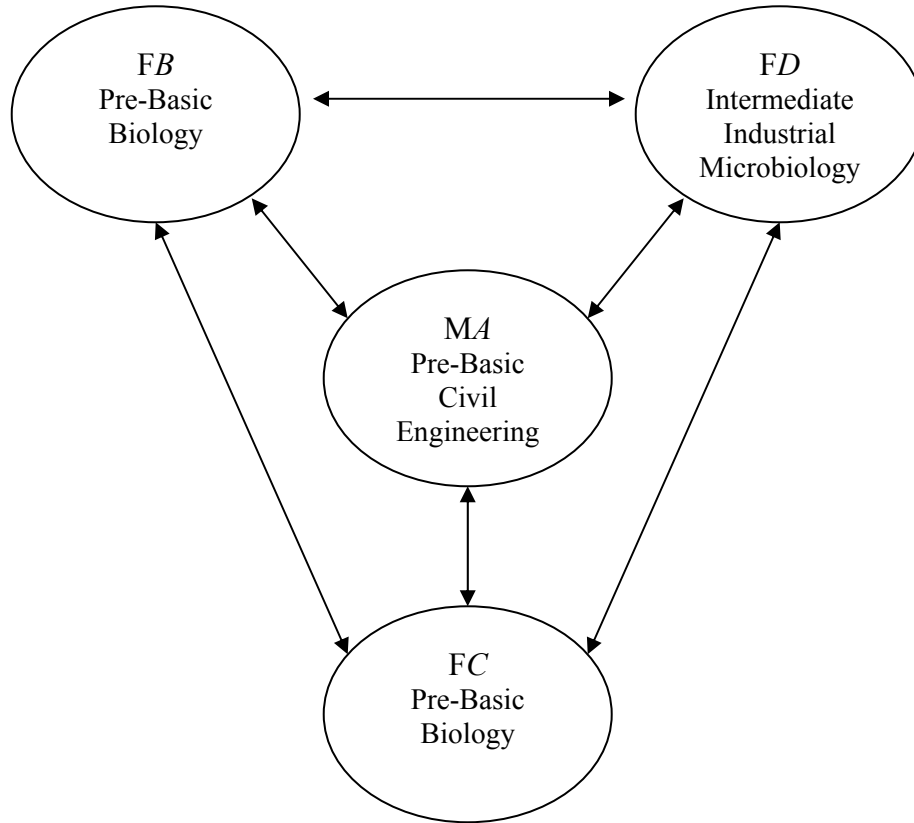 FB
Pre-Basic
Biology
FD
Intermediate
Industrial
Microbiology
MA
Pre-Basic
Civil
Engineering
FC
Pre-Basic
Biology